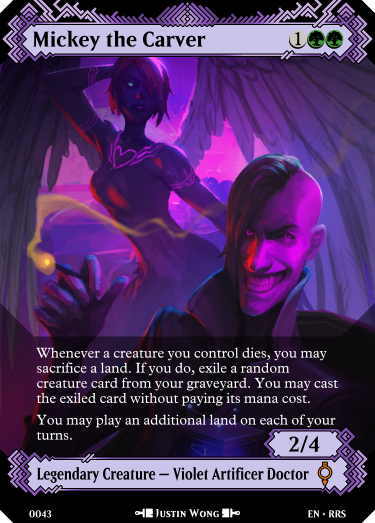 Mickey the Carver 1
Whenever a creature you control dies, you may
sacrifice a land. If you do, exile a random
creature card from your graveyard. You may cast
the exiled card without paying its mana cost.
You may play an additional land on each of your
turns.
2/4
Legendary Creature — Violet Artificer Doctor
0043 Justin Wong EN • RRS